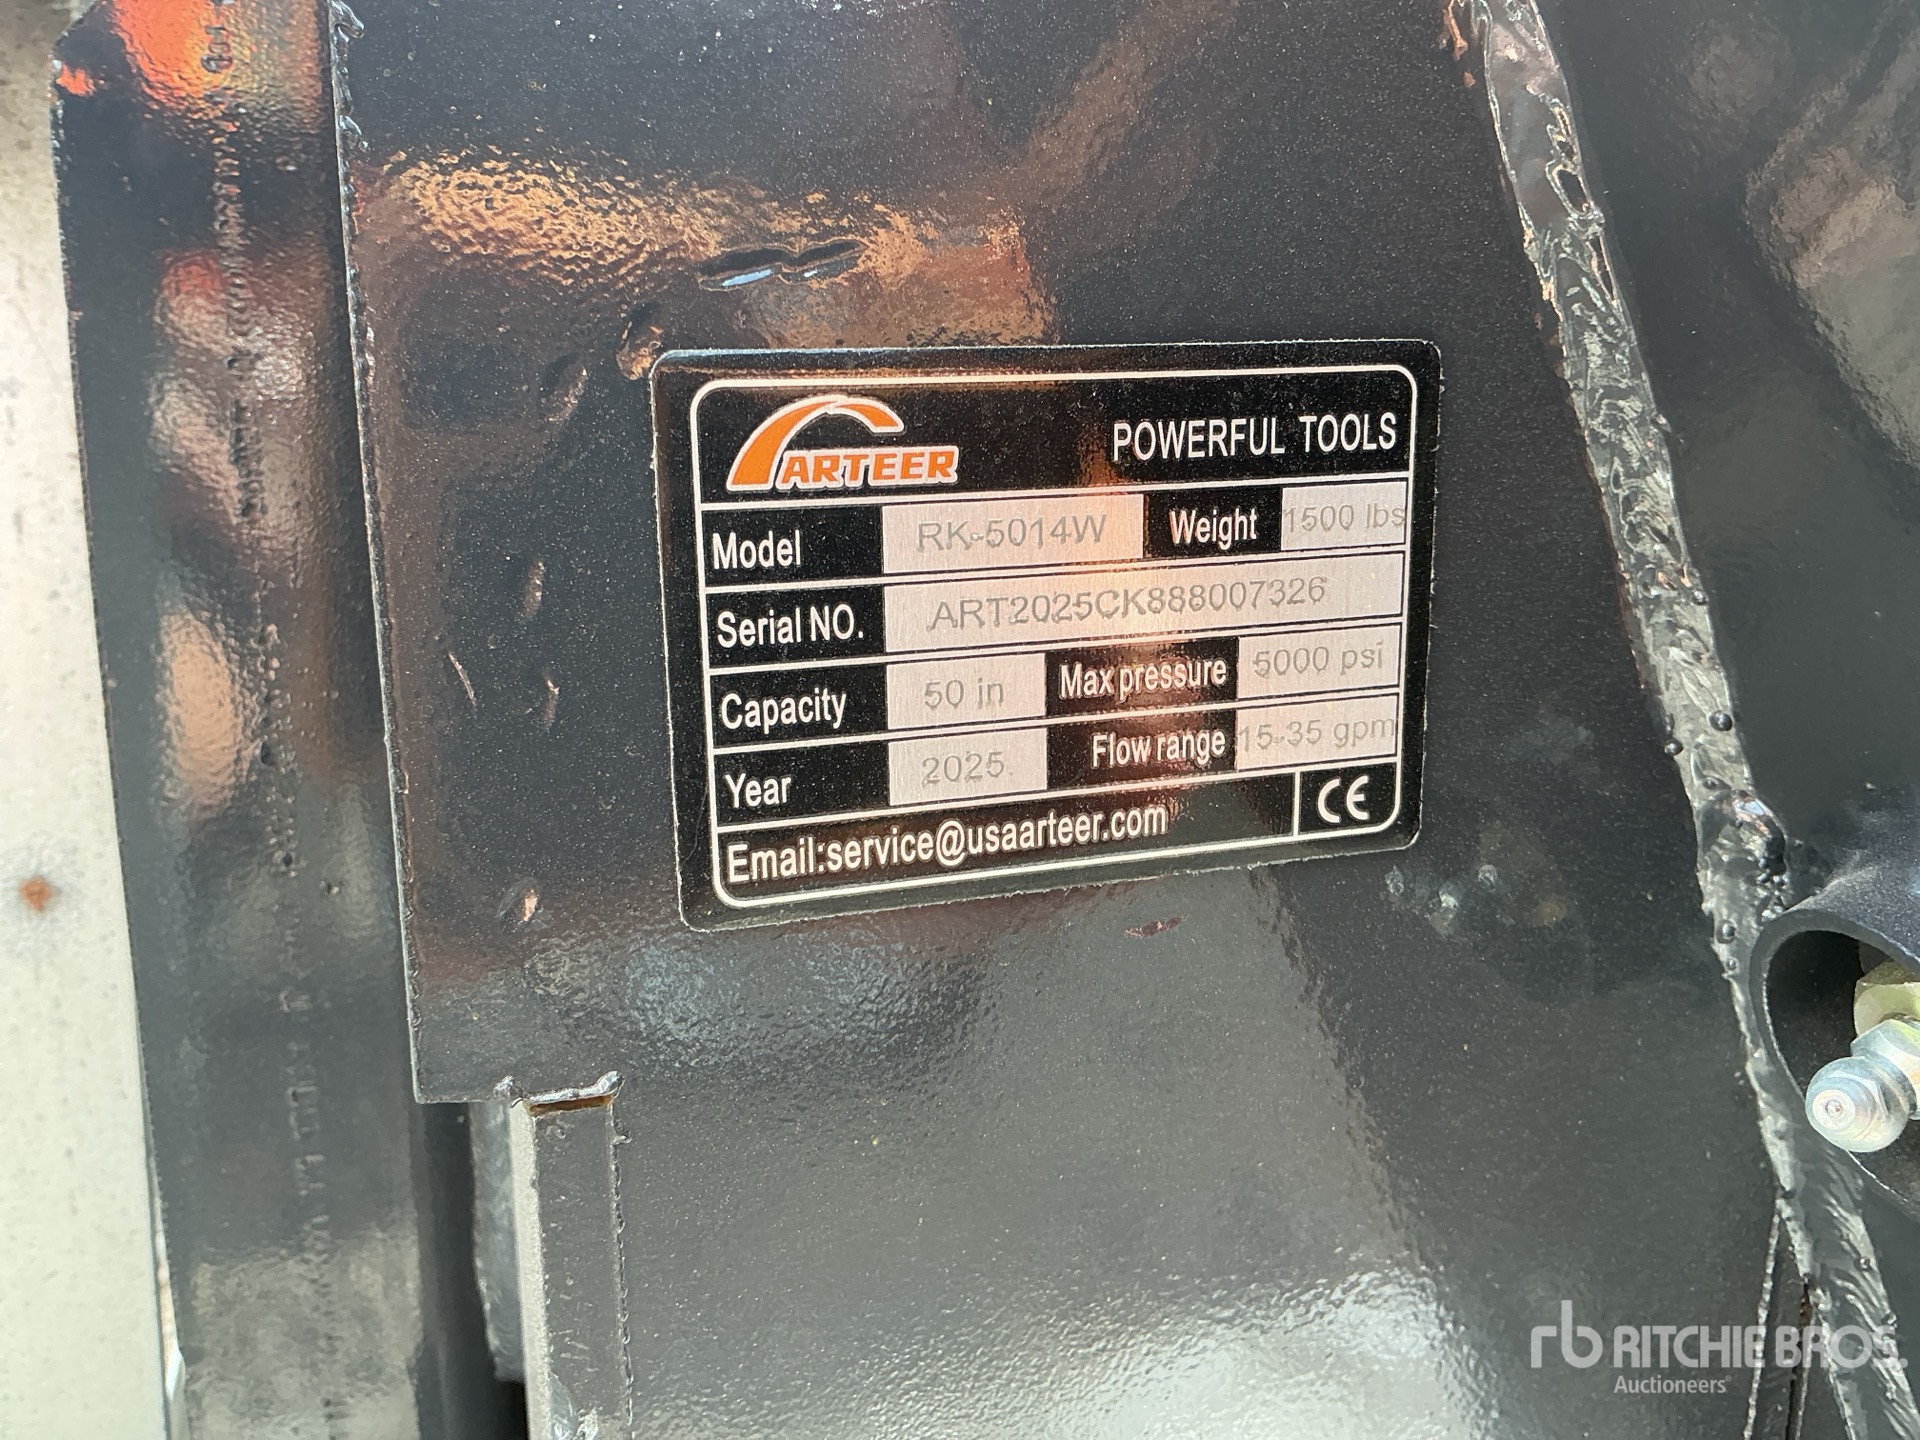 ARTEER POWERFUL TOOLS
Model RK-5014W Weight 1500 lbs
Serial NO. ART2025CK888007326
Capacity 50 in Max pressure 5000 psi
Year 2025 Flow range 15-35 gpm
Email:service@usaarteer.com CE
rb RITCHIE BROS.
Auctioneers